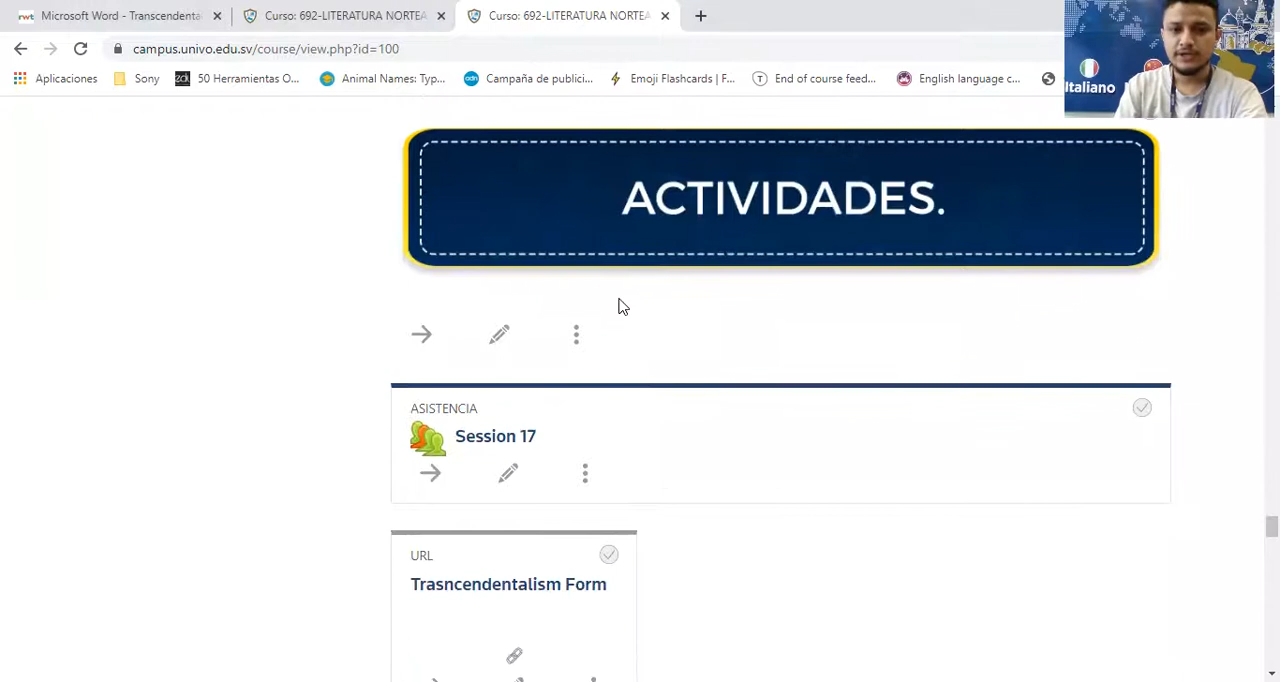 Microsoft Word - Transcendenta
Curso: 692-LITERATURA NORTEA
Curso: 692-LITERATURA NORTEA
campus.univo.edu.sv/course/view.php?id=100
Aplicaciones
Sony
zck
50 Herramientas O...
Animal Names: Typ...
odn
Campaña de publici...
Emoji Flashcards | F...
T
End of course feed...
English language c...
Italiano
ACTIVIDADES.
ASISTENCIA
Session 17
URL
Trasncendentalism Form